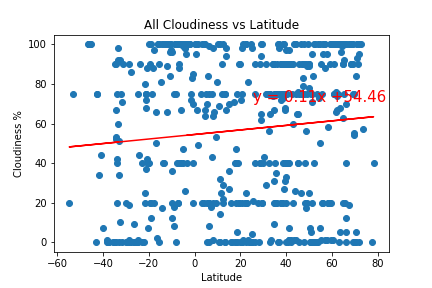 All Cloudiness vs Latitude
100
80
y = 0.11x +54.46
60
40
20
0
Cloudiness %
−60 −40 −20 0 20 40 60 80
Latitude